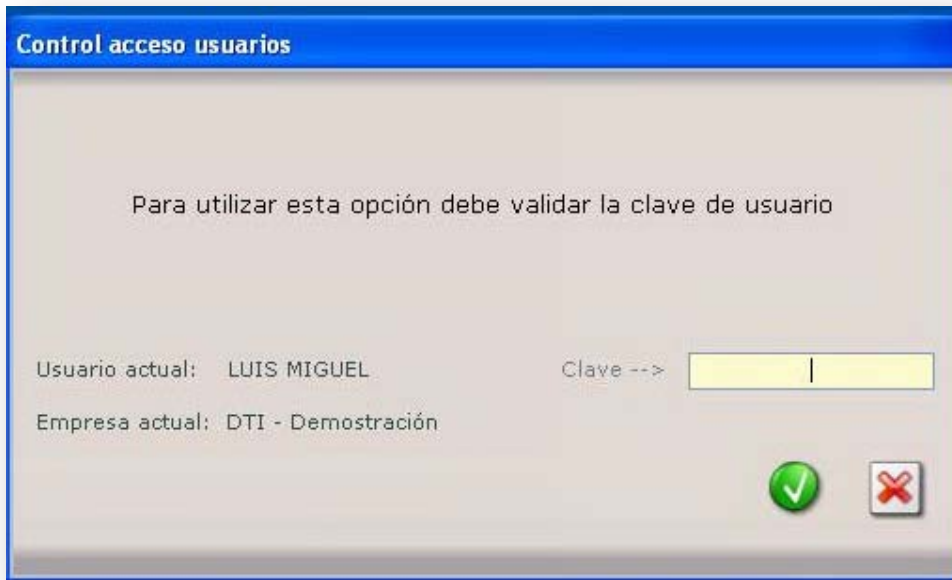 Control acceso usuarios
Para utilizar esta opción debe validar la clave de usuario
Usuario actual: LUIS MIGUEL Clave -->
Empresa actual: DTI - Demostración